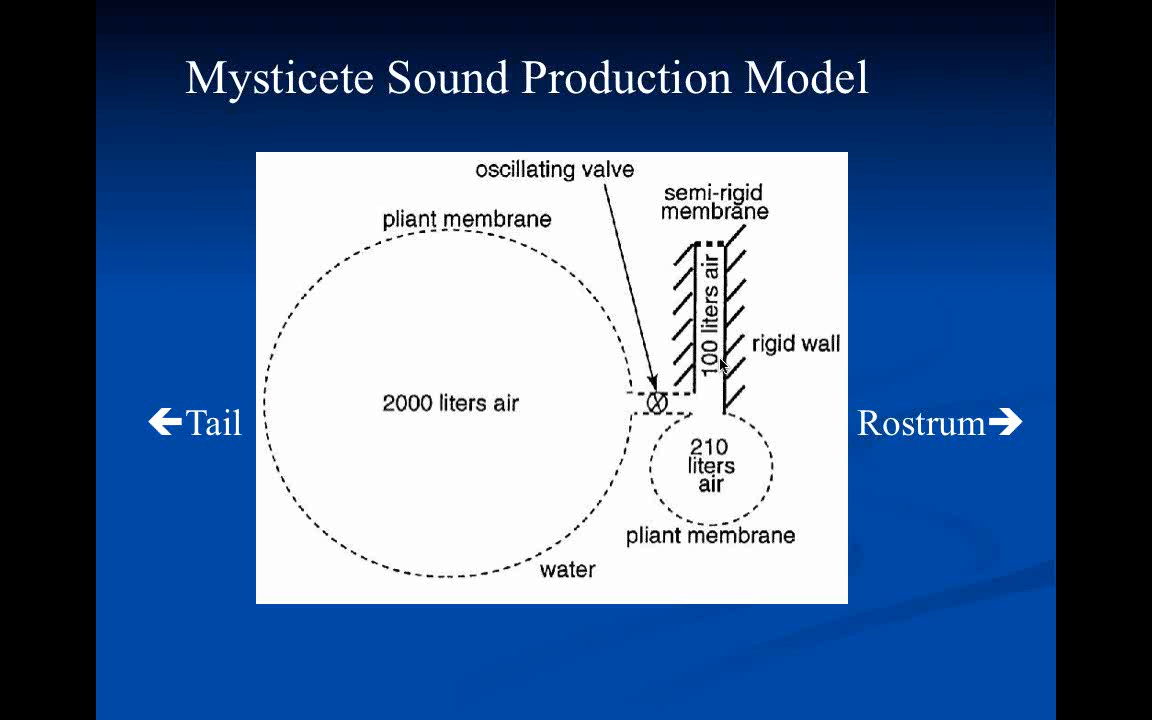 Mysticete Sound Production Model
oscillating valve
semi-rigid
membrane
pliant membrane
100 liters air
rigid wall
2000 liters air
🡸Tail
Rostrum🡺
210
liters
air
pliant membrane
water